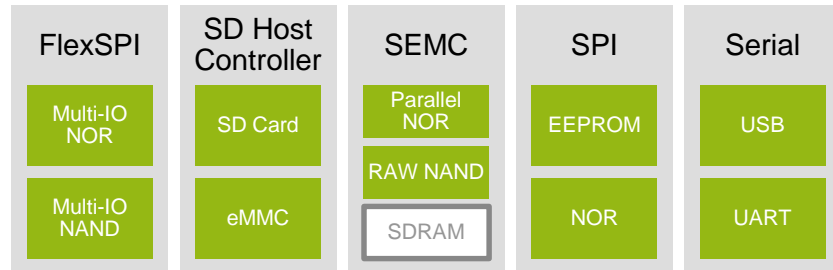 FlexSPI
Multi-IO
NOR
Multi-IO
NAND
SD Host
Controller
SD Card
eMMC
SEMC
Parallel
NOR
RAW NAND
SDRAM
SPI
EEPROM
NOR
Serial
USB
UART